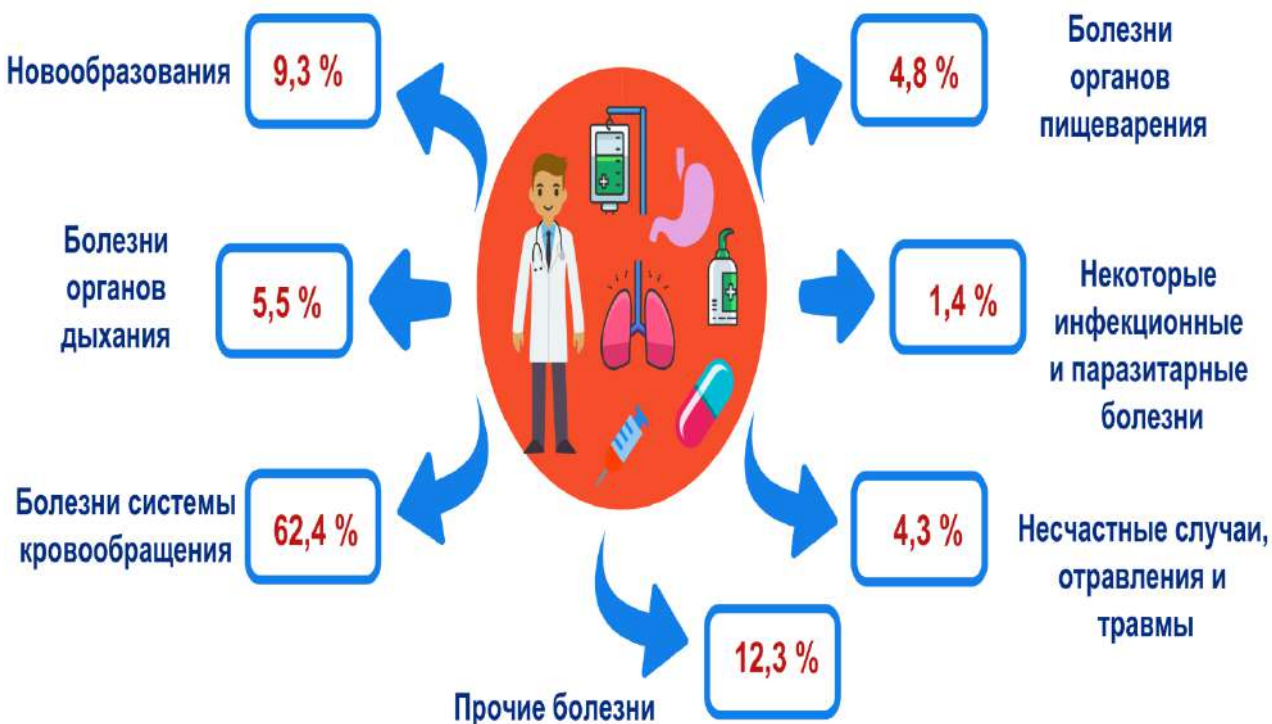 Новообразования
9,3 %
Болезни
органов
дыхания
5,5 %
Болезни системы
кровообращения
62,4 %
Болезни
органов
пищеварения
4,8 %
Некоторые
инфекционные
и паразитарные
болезни
1,4 %
Несчастные случаи,
отравления и
травмы
4,3 %
Прочие болезни
12,3 %